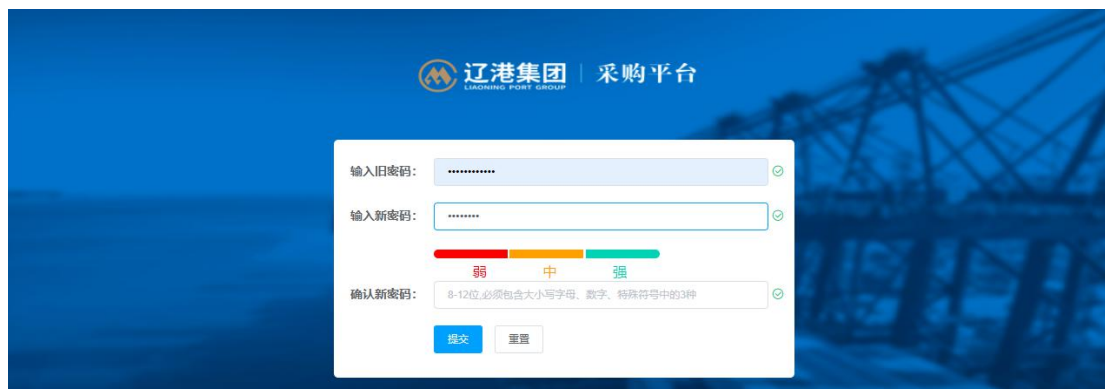 辽港集团 采购平台
LIAONING PORT GROUP
输入旧密码： ••••••••••••
输入新密码： ••••••••
弱 中 强
确认新密码： 8-12位,必须包含大小写字母、数字、特殊符号中的3种
提交 重置